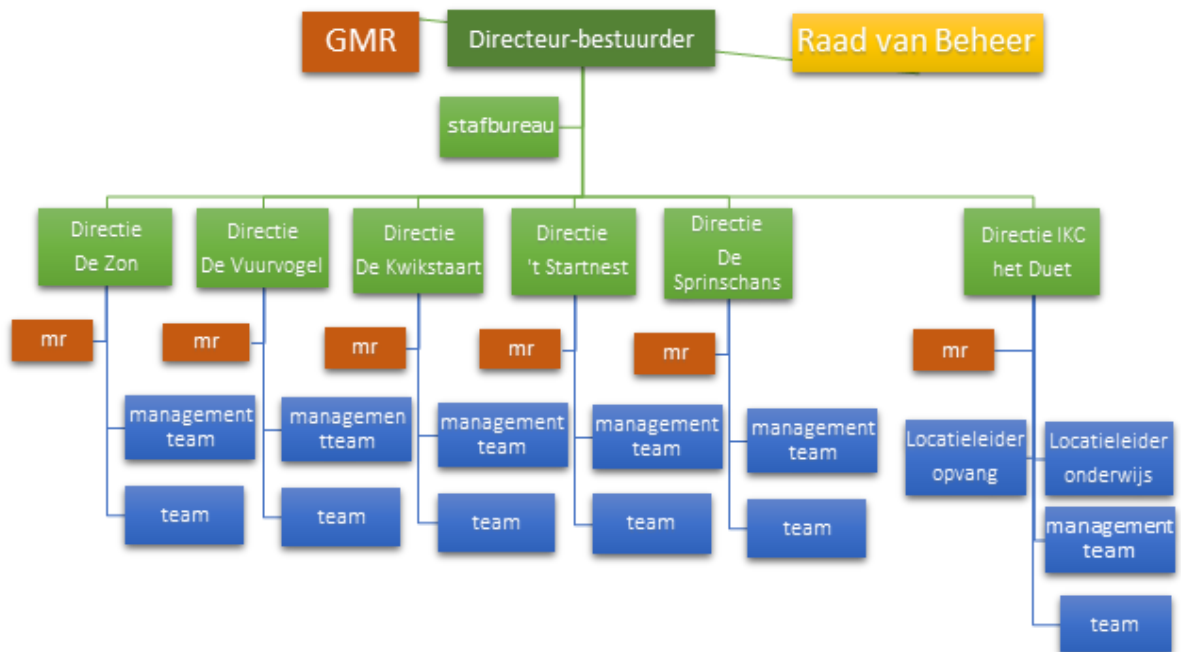 GMR
Directeur-bestuurder
Raad van Beheer
stafbureau
Directie
De Zon
Directie
De Vuurvogel
Directie
De Kwikstaart
Directie
't Startnest
Directie
De
Sprinschans
Directie IKC
het Duet
mr
mr
mr
mr
mr
mr
management
team
managemen
tteam
management
team
management
team
management
team
Locatieleider
opvang
Locatieleider
onderwijs
management
team
team
team
team
team
team
team